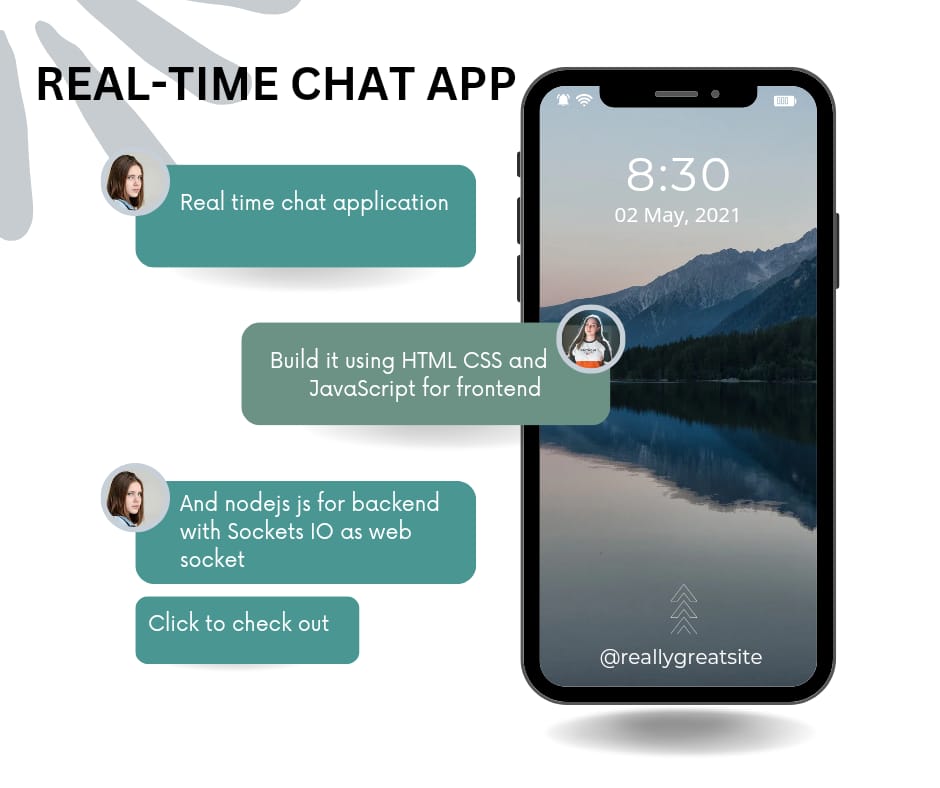 REAL-TIME CHAT APP
8:30
02 May, 2021
Real time chat application
Build it using HTML CSS and
JavaScript for frontend
And nodejs js for backend
with Sockets IO as web
socket
Click to check out
@reallygreatsite